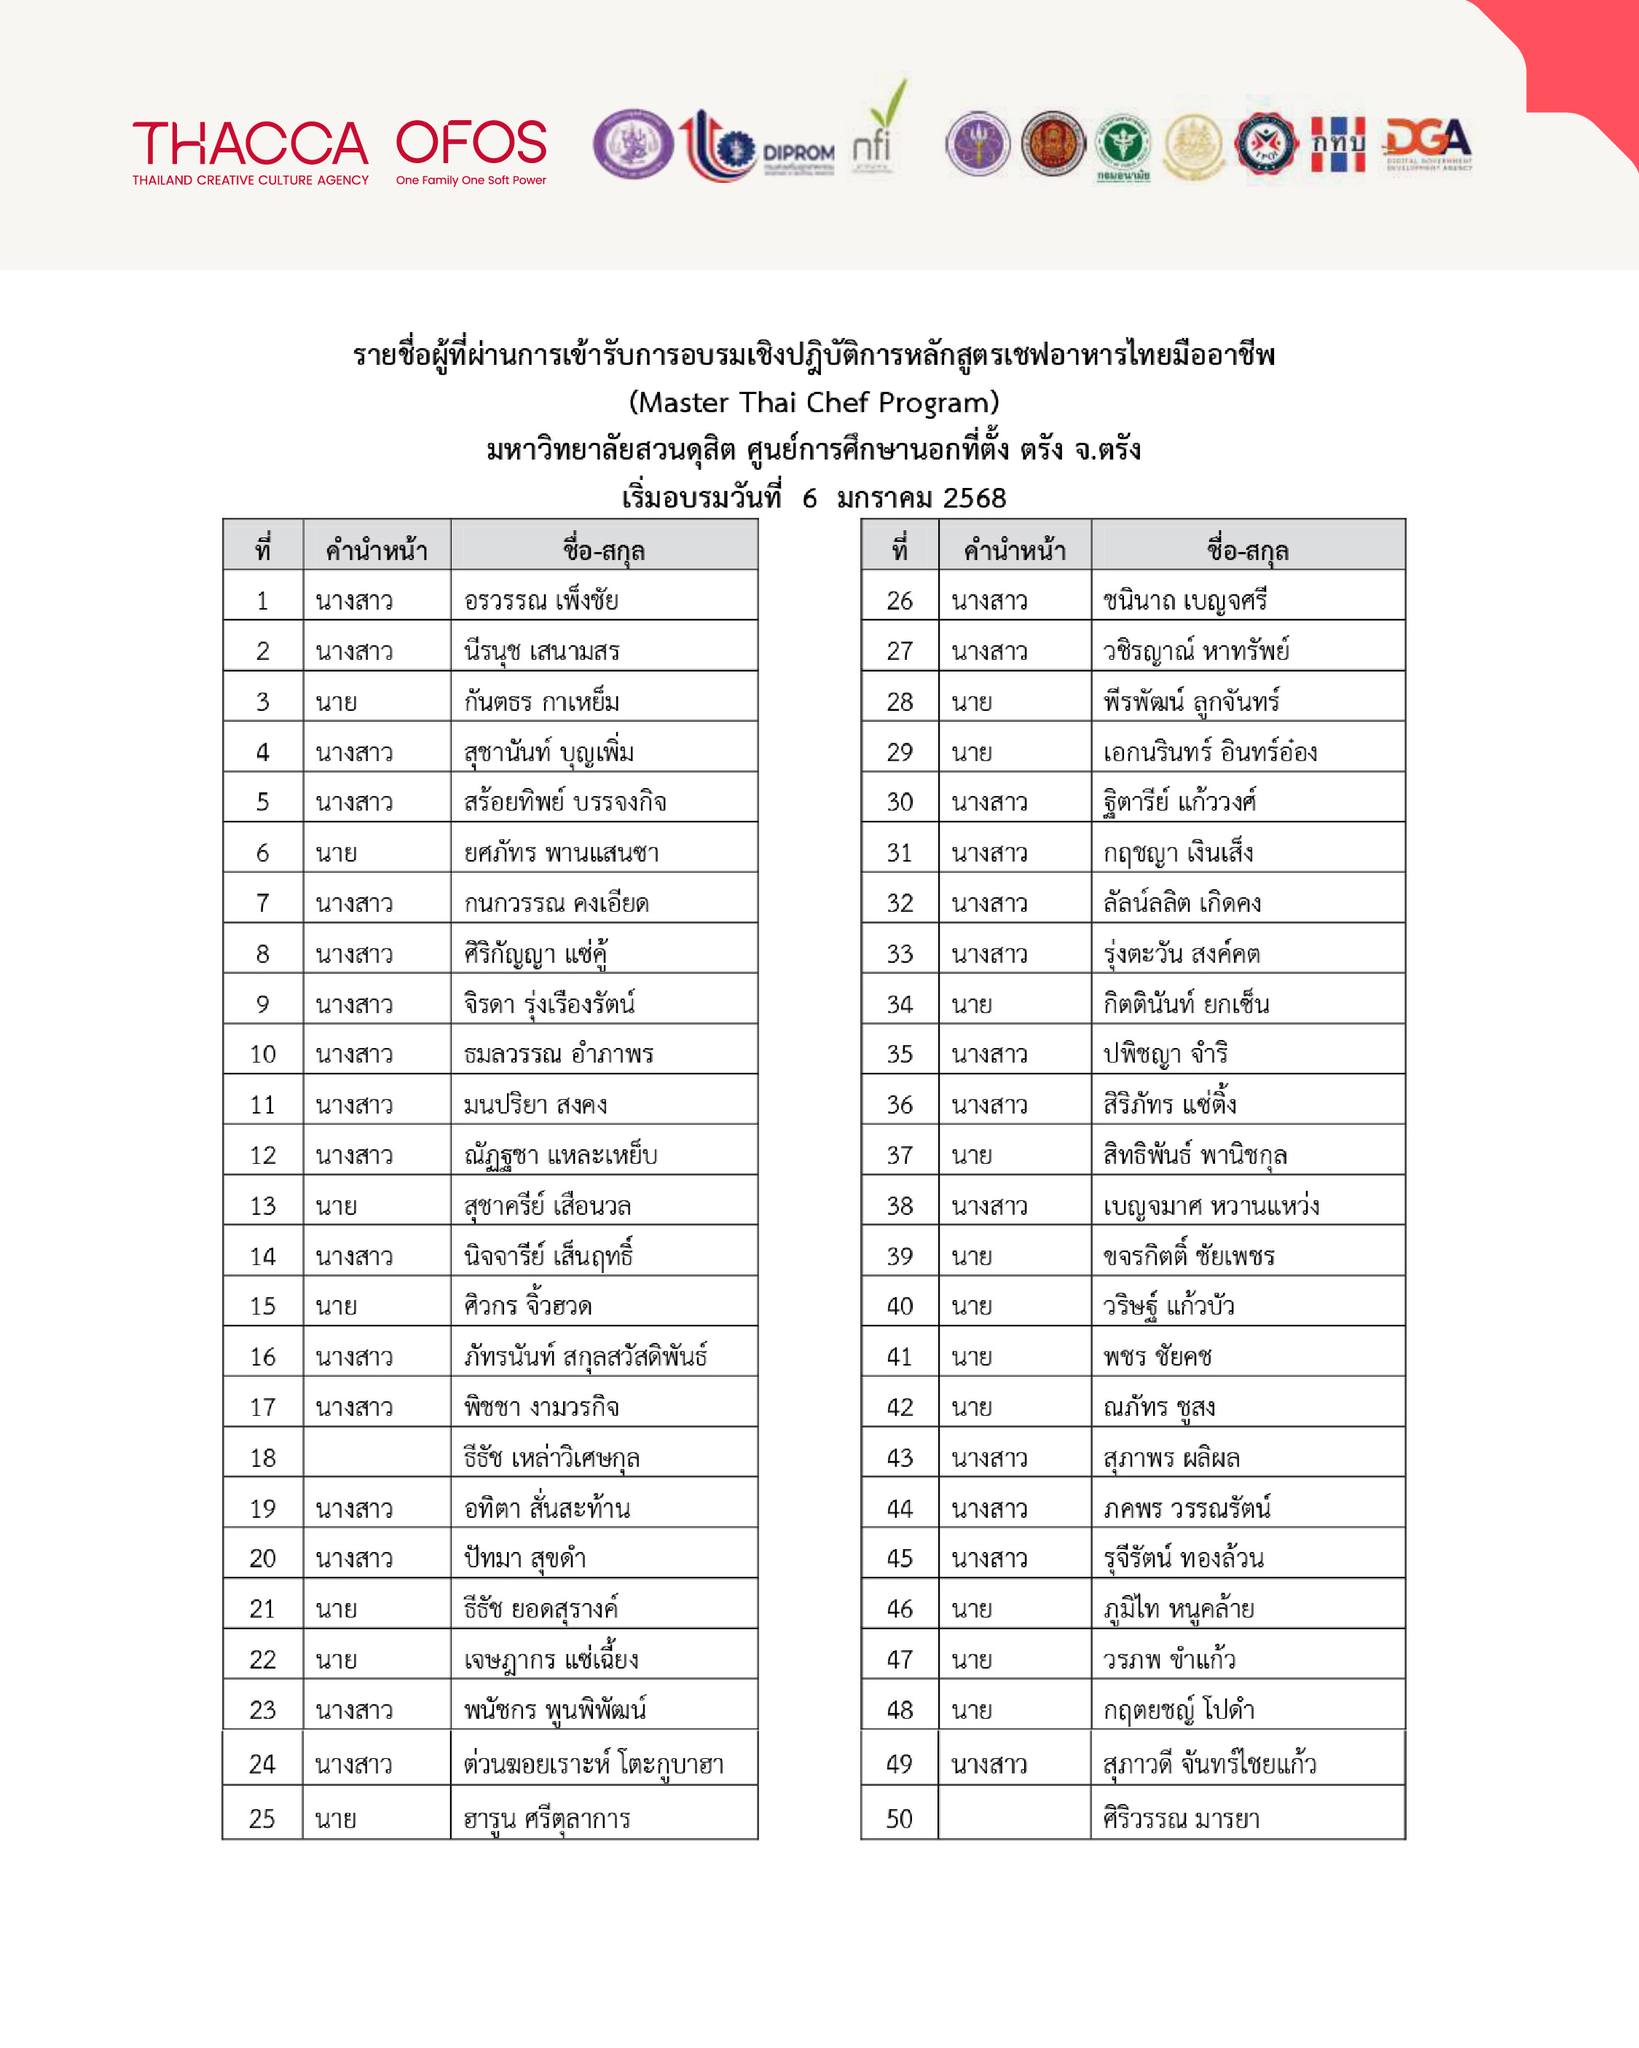 THACCA OFOS
THAILAND CREATIVE CULTURE AGENCY One Family One Soft Power
DIPROM
nfi
กรมอนามัย
กทบ
DGA
DIGITAL GOVERNMENT
DEVELOPMENT AGENCY
รายชื่อผู้ที่ผ่านการเข้ารับการอบรมเชิงปฏิบัติการหลักสูตรเชฟอาหารไทยมืออาชีพ
(Master Thai Chef Program)
มหาวิทยาลัยสวนดุสิต ศูนย์การศึกษานอกที่ตั้ง ตรัง จ.ตรัง
เริ่มอบรมวันที่ 6 มกราคม 2568
ที่ คำนำหน้า ชื่อ-สกุล
1 นางสาว อรวรรณ เพ็งชัย
2 นางสาว นีรนุช เสนามสร
3 นาย กันตธร กาเหย็ม
4 นางสาว สุชานันท์ บุญเพิ่ม
5 นางสาว สร้อยทิพย์ บรรจงกิจ
6 นาย ยศภัทร พานแสนซา
7 นางสาว กนกวรรณ คงเอียด
8 นางสาว ศิริกัญญา แซ่คู้
9 นางสาว จิรดา รุ่งเรืองรัตน์
10 นางสาว ธมลวรรณ อำภาพร
11 นางสาว มนปริยา สงคง
12 นางสาว ณัฏฐชา แหละเหย็บ
13 นาย สุชาครีย์ เสือนวล
14 นางสาว นิจจารีย์ เส็นฤทธิ์
15 นาย ศิวกร จิ้วฮวด
16 นางสาว ภัทรนันท์ สกุลสวัสดิพันธ์
17 นางสาว พิชชา งามวรกิจ
18 ธีธัช เหล่าวิเศษกุล
19 นางสาว อทิตา สั่นสะท้าน
20 นางสาว ปัทมา สุขดำ
21 นาย ธีธัช ยอดสุรางค์
22 นาย เจษฎากร แซ่เฉี้ยง
23 นางสาว พนัชกร พูนพิพัฒน์
24 นางสาว ต่วนฆอยเราะห์ โตะกูบาฮา
25 นาย ฮารูน ศรีตุลาการ
ที่ คำนำหน้า ชื่อ-สกุล
26 นางสาว ชนินาถ เบญจศรี
27 นางสาว วชิรญาณ์ หาทรัพย์
28 นาย พีรพัฒน์ ลูกจันทร์
29 นาย เอกนรินทร์ อินทร์อ๋อง
30 นางสาว ฐิตารีย์ แก้ววงศ์
31 นางสาว กฤชญา เงินเส็ง
32 นางสาว ลัลน์ลลิต เกิดคง
33 นางสาว รุ่งตะวัน สงค์คต
34 นาย กิตตินันท์ ยกเซ็น
35 นางสาว ปพิชญา จำริ
36 นางสาว สิริภัทร แซ่ติ้ง
37 นาย สิทธิพันธ์ พานิชกุล
38 นางสาว เบญจมาศ หวานแหว่ง
39 นาย ขจรกิตติ์ ชัยเพชร
40 นาย วริษฐ์ แก้วบัว
41 นาย พชร ชัยคช
42 นาย ณภัทร ชูสง
43 นางสาว สุภาพร ผลิผล
44 นางสาว ภคพร วรรณรัตน์
45 นางสาว รุจีรัตน์ ทองล้วน
46 นาย ภูมิไท หนูคล้าย
47 นาย วรภพ ขำแก้ว
48 นาย กฤตยชญ์ โปดำ
49 นางสาว สุภาวดี จันทร์ไชยแก้ว
50 ศิริวรรณ มารยา